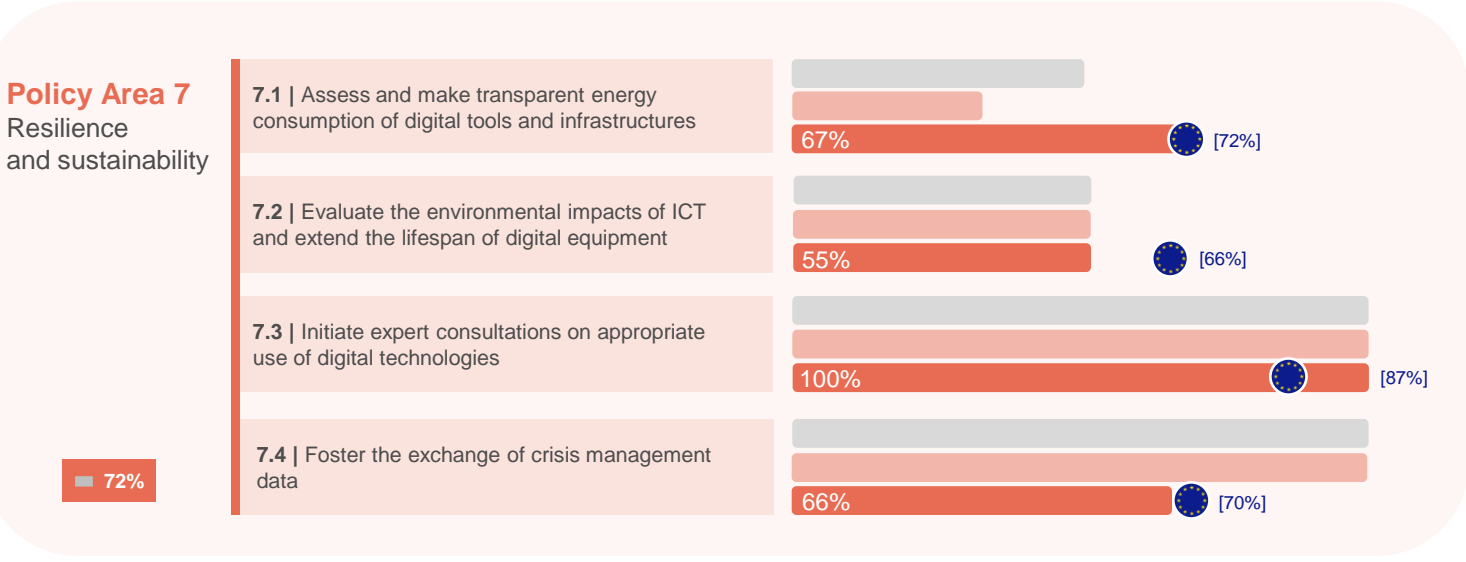 Policy Area 7
Resilience
and sustainability
72%
7.1 | Assess and make transparent energy
consumption of digital tools and infrastructures
67%
[72%]
7.2 | Evaluate the environmental impacts of ICT
and extend the lifespan of digital equipment
55%
[66%]
7.3 | Initiate expert consultations on appropriate
use of digital technologies
100%
[87%]
7.4 | Foster the exchange of crisis management
data
66%
[70%]